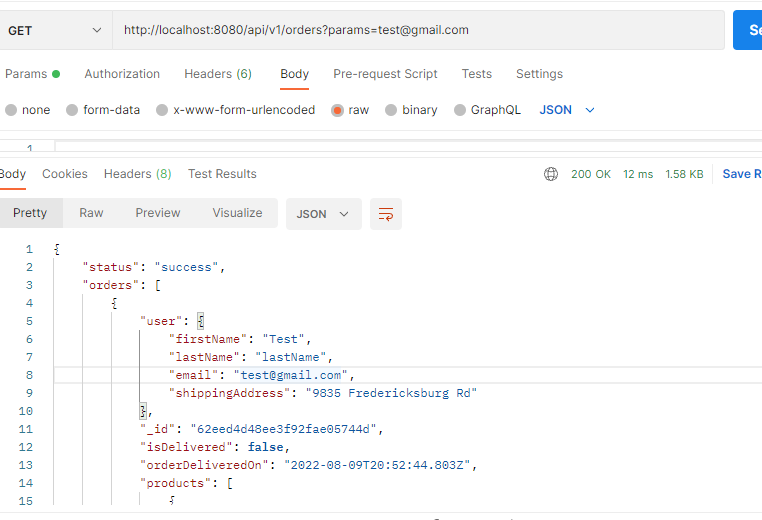 GET http://localhost:8080/api/v1/orders?params=test@gmail.com Se
Params Authorization Headers (6) Body Pre-request Script Tests Settings
none form-data x-www-form-urlencoded raw binary GraphQL JSON
1
Body Cookies Headers (8) Test Results 200 OK 12 ms 1.58 KB Save R
Pretty Raw Preview Visualize JSON
1 {
2 "status": "success",
3 "orders": [
4 {
5 "user": {
6 "firstName": "Test",
7 "lastName": "lastName",
8 "email": "test@gmail.com",
9 "shippingAddress": "9835 Fredericksburg Rd"
10 },
11 "_id": "62eed4d48ee3f92fae05744d",
12 "isDelivered": false,
13 "orderDeliveredOn": "2022-08-09T20:52:44.803Z",
14 "products": [
15 {